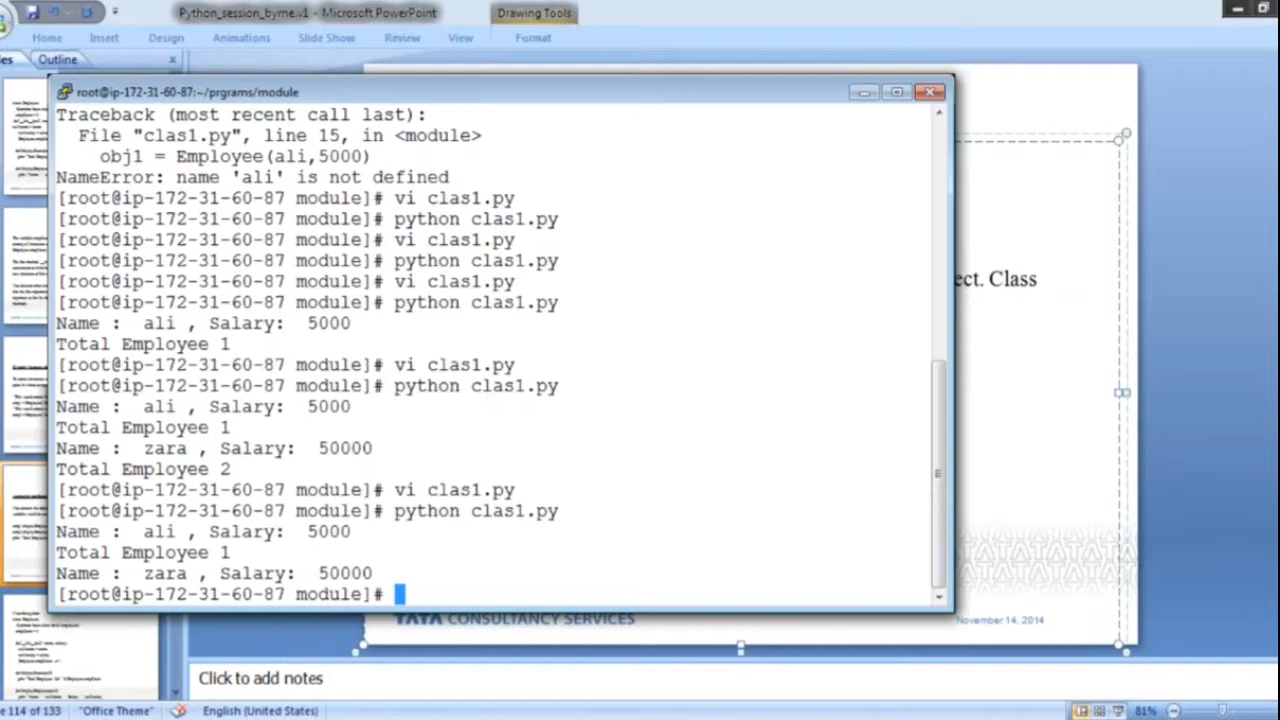 Python_session_byme.v1 - Microsoft PowerPoint
Drawing Tools
Home Insert Design Animations Slide Show Review View Format
Outline
root@ip-172-31-60-87:~/prgrams/module
Traceback (most recent call last):
File "clas1.py", line 15, in <module>
obj1 = Employee(ali,5000)
NameError: name 'ali' is not defined
[root@ip-172-31-60-87 module]# vi clas1.py
[root@ip-172-31-60-87 module]# python clas1.py
[root@ip-172-31-60-87 module]# vi clas1.py
[root@ip-172-31-60-87 module]# python clas1.py
[root@ip-172-31-60-87 module]# vi clas1.py
[root@ip-172-31-60-87 module]# python clas1.py
Name : ali , Salary: 5000
Total Employee 1
[root@ip-172-31-60-87 module]# vi clas1.py
[root@ip-172-31-60-87 module]# python clas1.py
Name : ali , Salary: 5000
Total Employee 1
Name : zara , Salary: 50000
Total Employee 2
[root@ip-172-31-60-87 module]# vi clas1.py
[root@ip-172-31-60-87 module]# python clas1.py
Name : ali , Salary: 5000
Total Employee 1
Name : zara , Salary: 50000
[root@ip-172-31-60-87 module]#
ect. Class
TATA CONSULTANCY SERVICES
November 14, 2014
Click to add notes
e 114 of 133 "Office Theme" English (United States) 81%